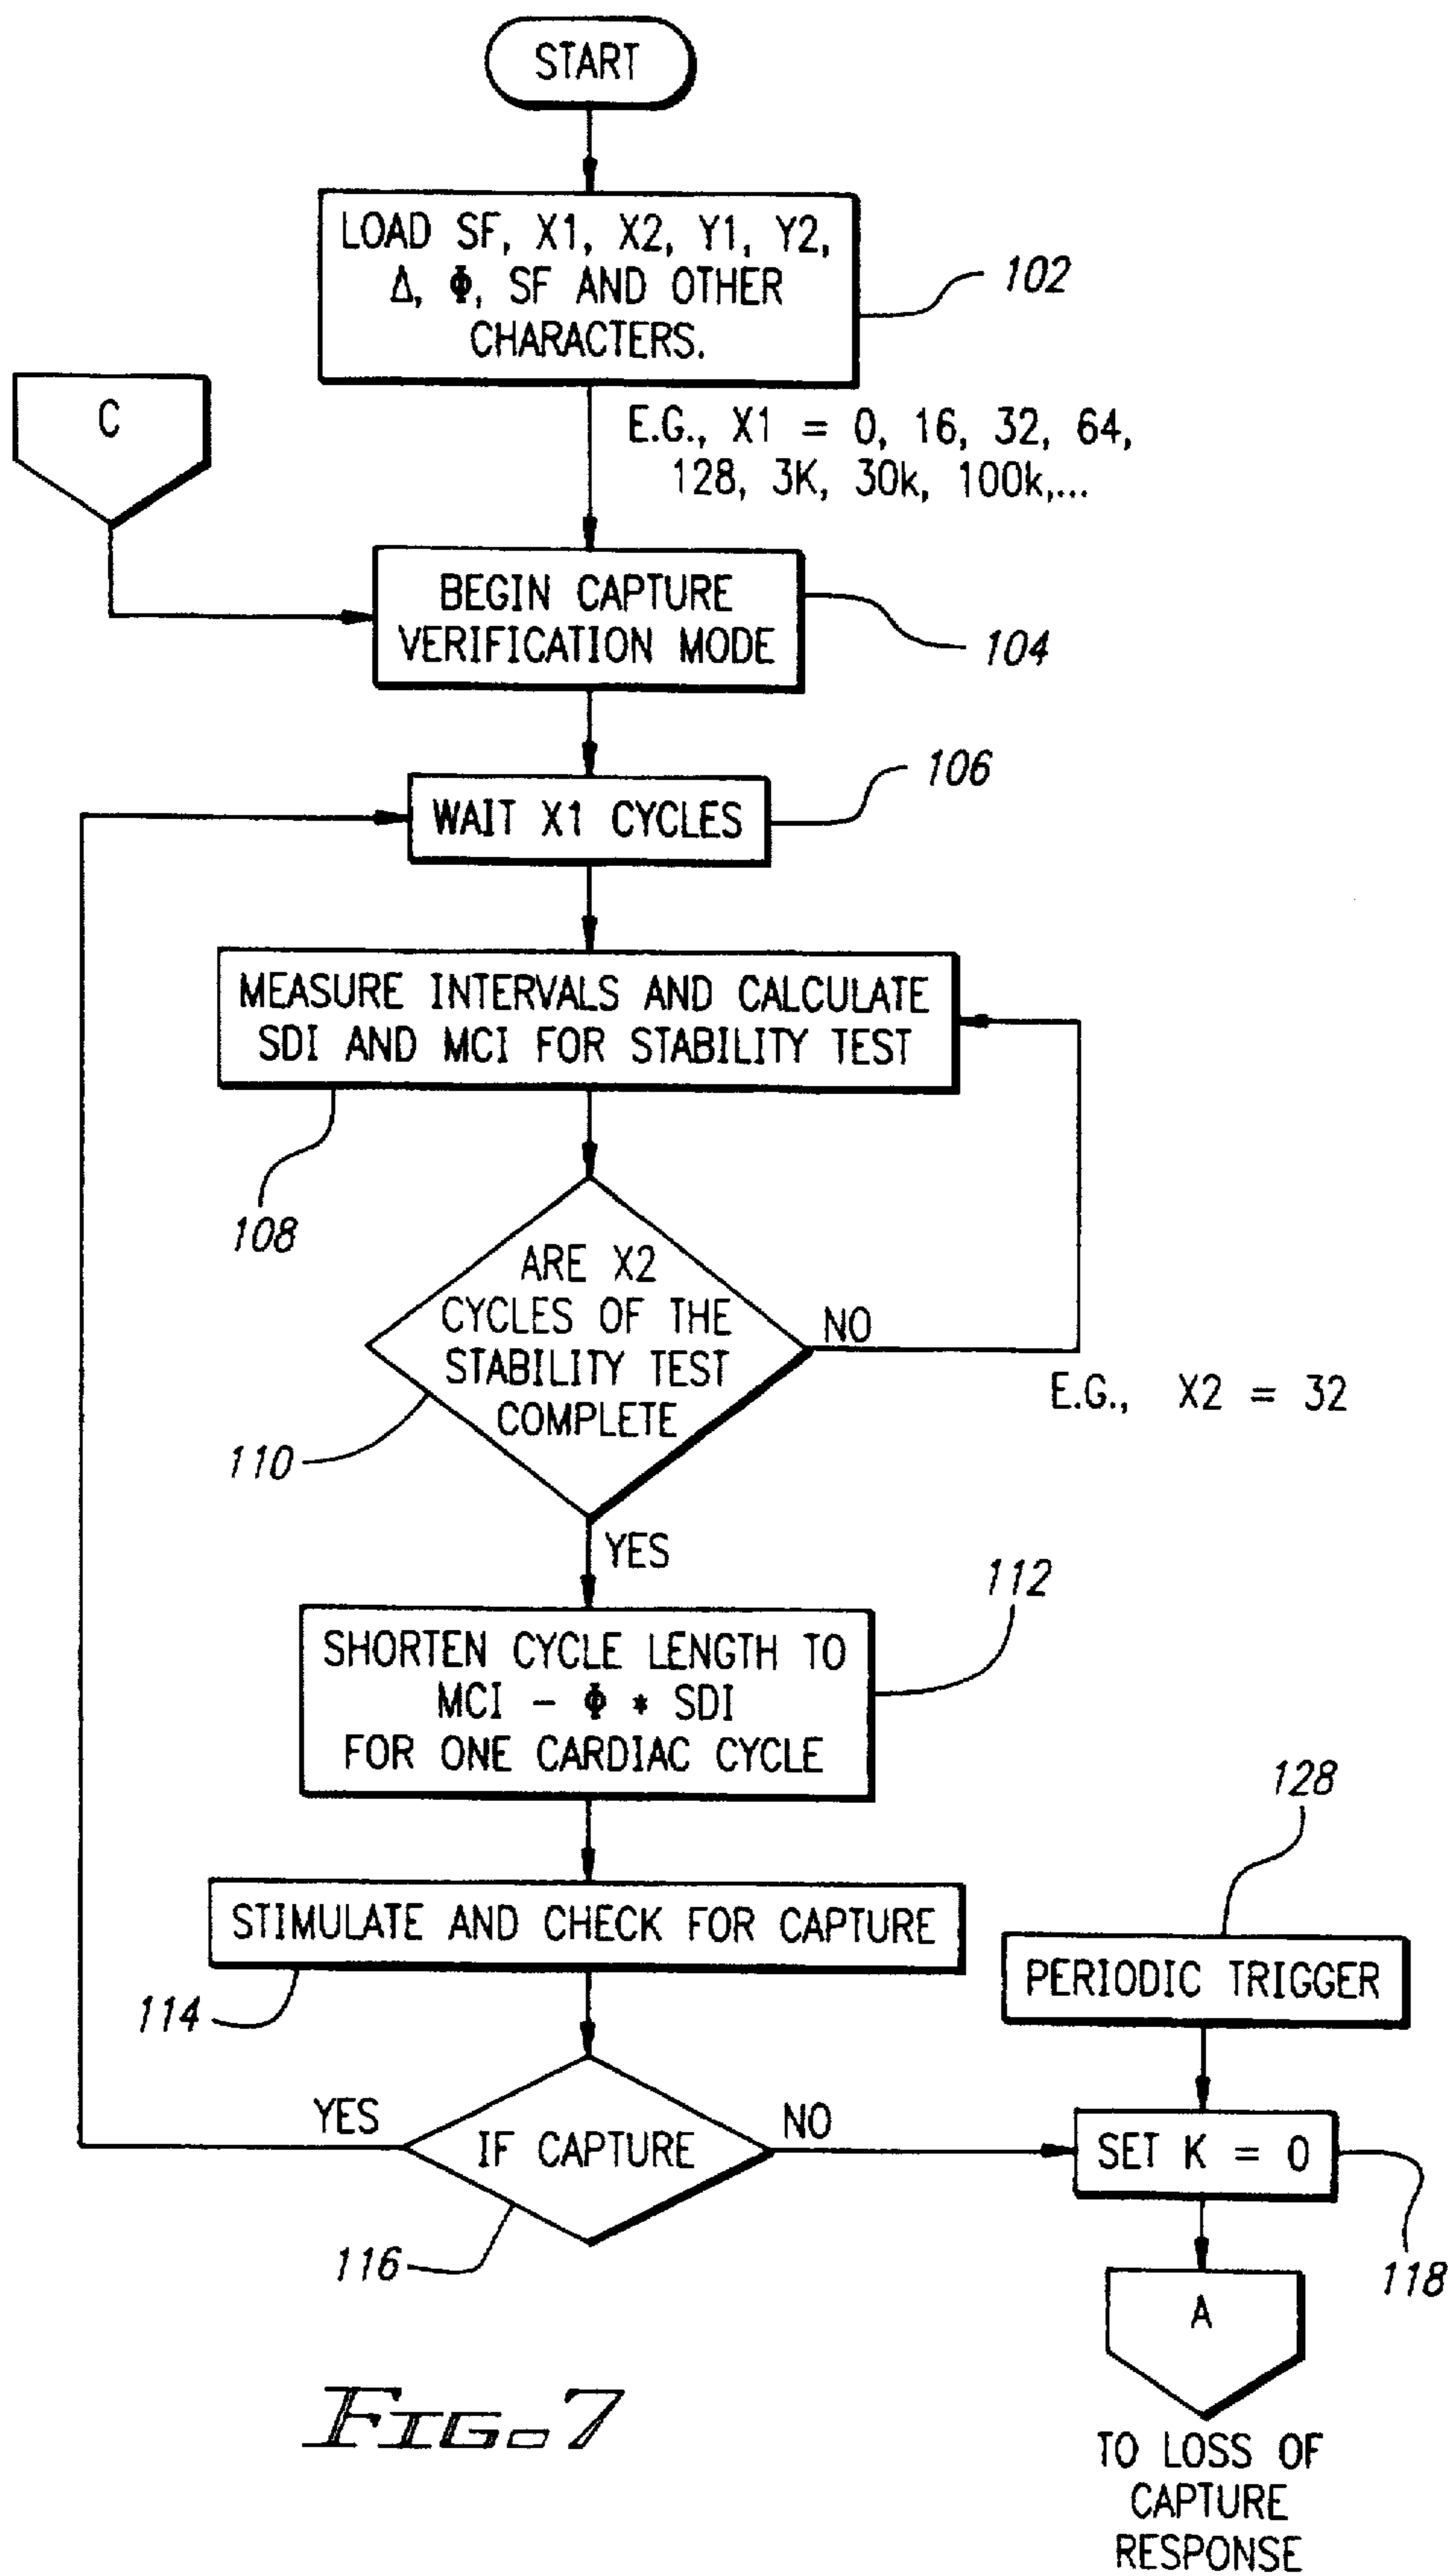 START
LOAD SF, X1, X2, Y1, Y2,
Δ, Φ, SF AND OTHER
CHARACTERS.
102
C
E.G., X1 = 0, 16, 32, 64,
128, 3K, 30k, 100k,...
BEGIN CAPTURE
VERIFICATION MODE
104
WAIT X1 CYCLES
106
MEASURE INTERVALS AND CALCULATE
SDI AND MCI FOR STABILITY TEST
108
ARE X2
CYCLES OF THE
STABILITY TEST
COMPLETE
NO
110
E.G., X2 = 32
YES
SHORTEN CYCLE LENGTH TO
MCI - Φ * SDI
FOR ONE CARDIAC CYCLE
112
STIMULATE AND CHECK FOR CAPTURE
114
128
PERIODIC TRIGGER
YES
IF CAPTURE
NO
116
SET K = 0
118
A
TO LOSS OF
CAPTURE
RESPONSE
FIG. 7